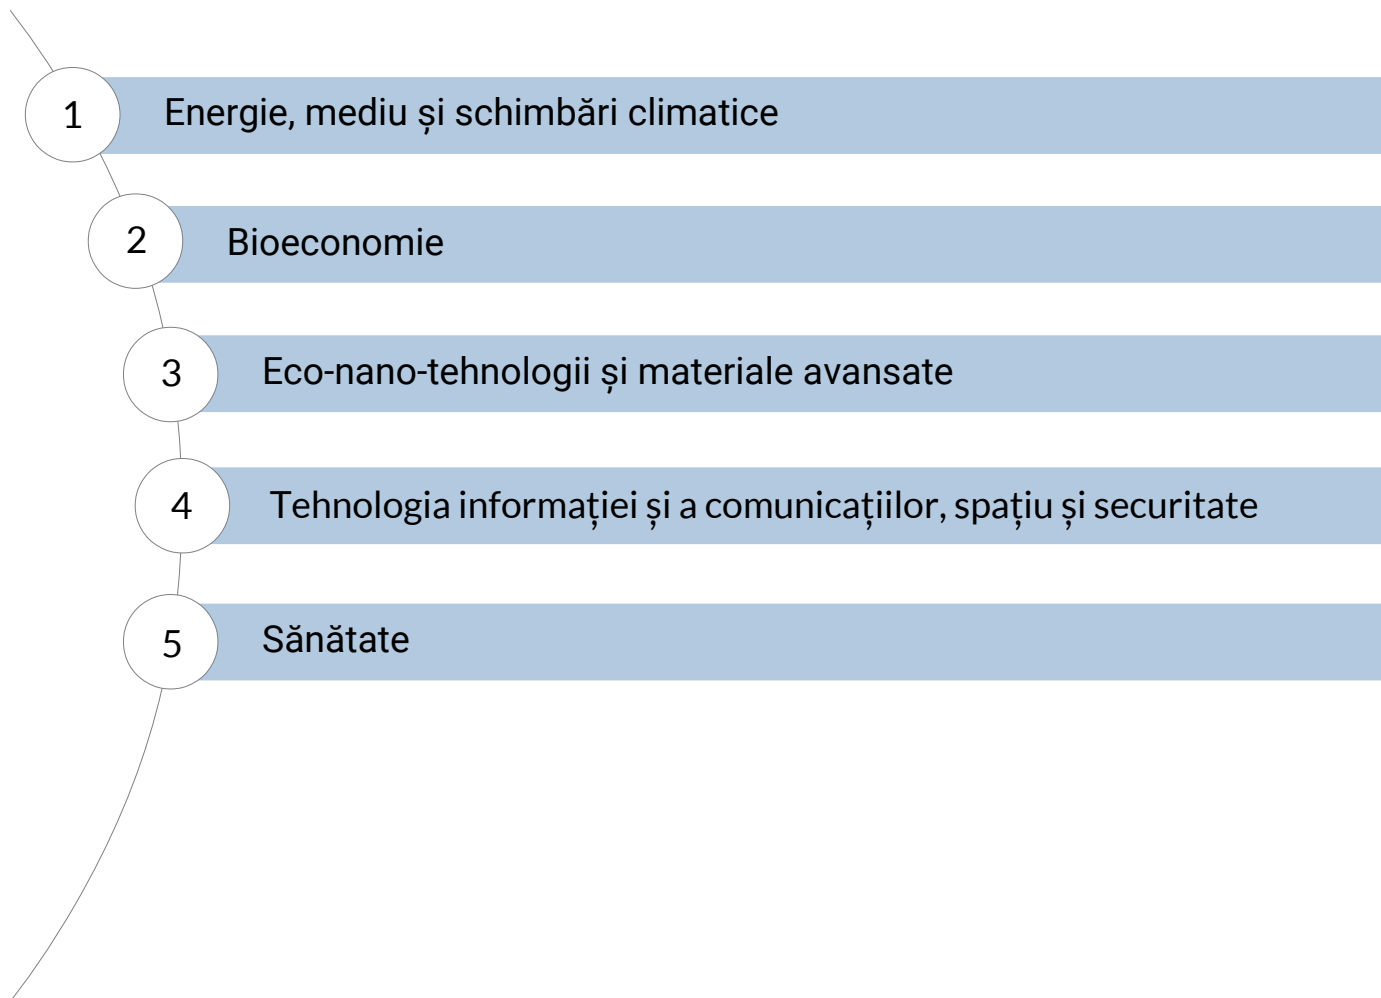 1 Energie, mediu și schimbări climatice
2 Bioeconomie
3 Eco-nano-tehnologii și materiale avansate
4 Tehnologia informației și a comunicațiilor, spațiu și securitate
5 Sănătate